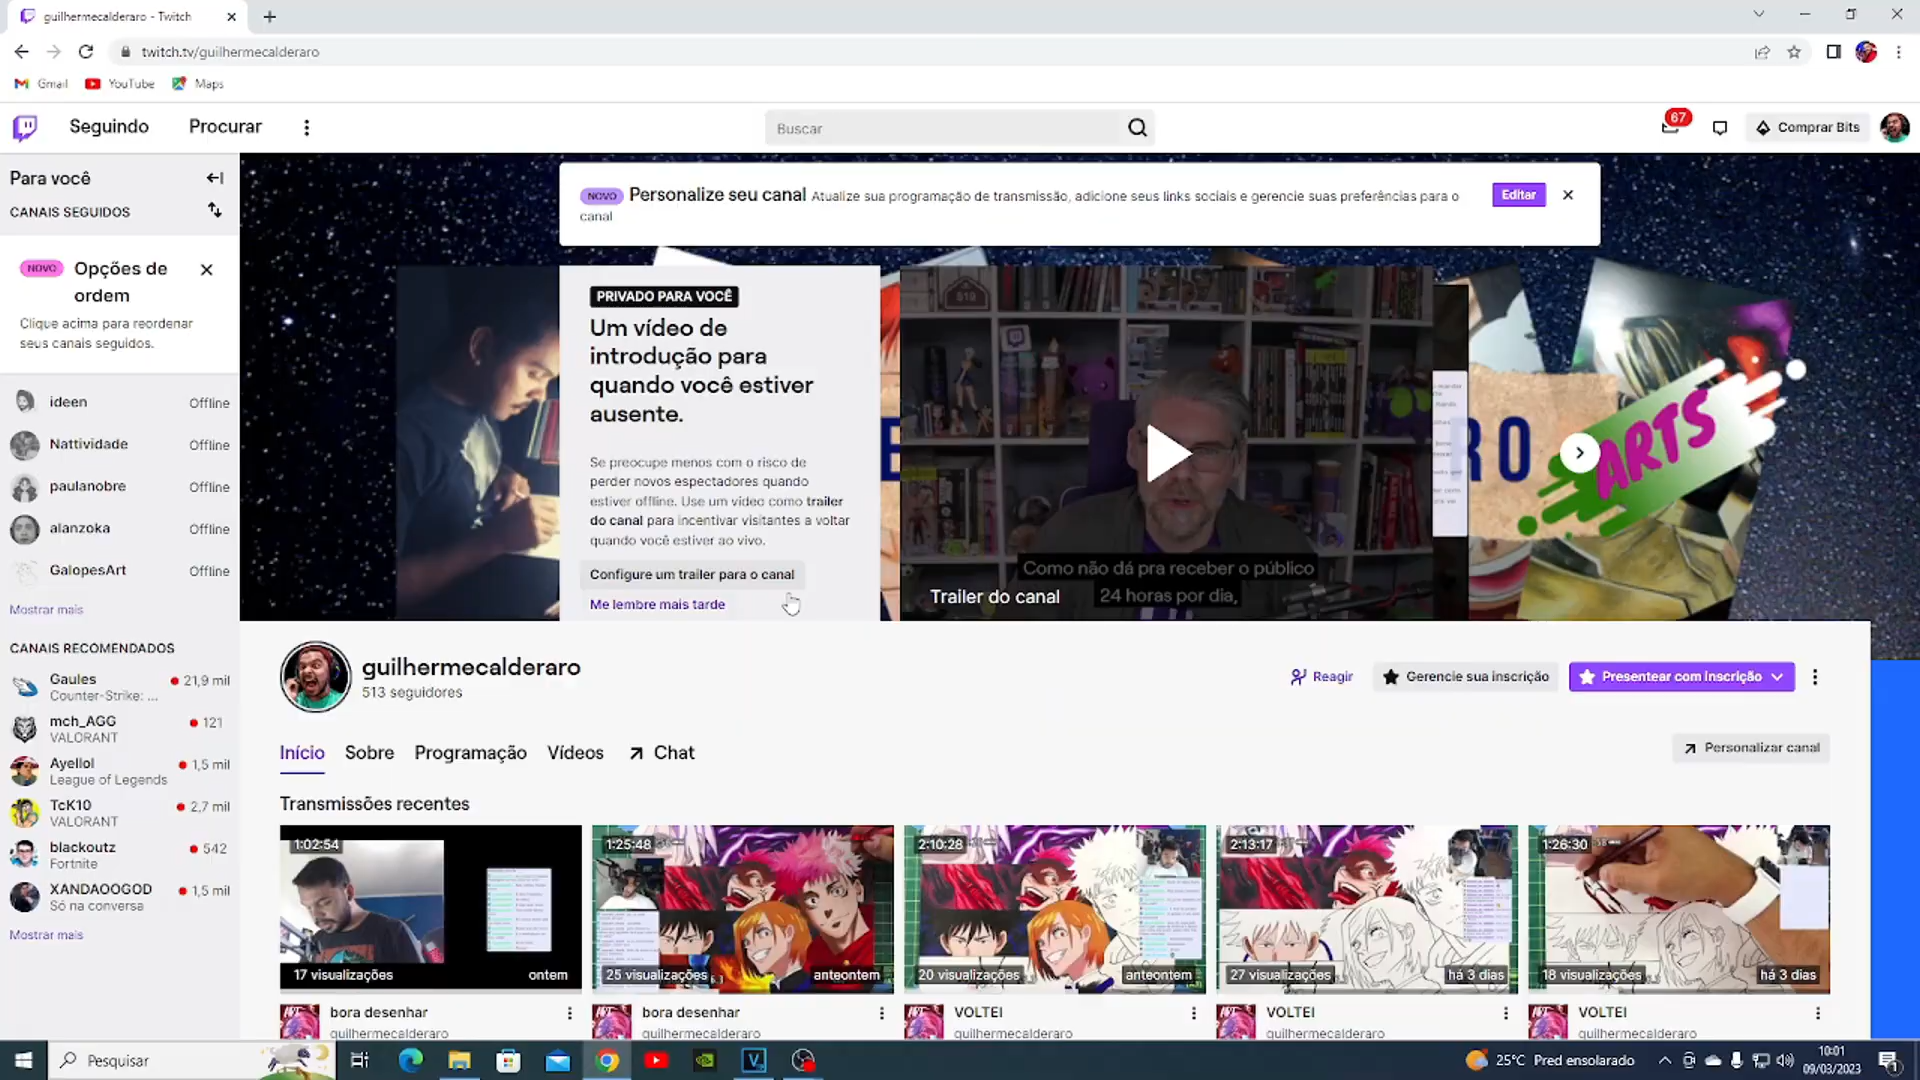 guilhermecalderaro - Twitch
twitch.tv/guilhermecalderaro
Gmail
YouTube
Maps
Seguindo
Procurar
Buscar
67
Comprar Bits
Para você
CANAIS SEGUIDOS
NOVO Opções de
ordem
Clique acima para reordenar
seus canais seguidos.
ideen Offline
Nattividade Offline
paulanobre Offline
alanzoka Offline
GalopesArt Offline
Mostrar mais
CANAIS RECOMENDADOS
Gaules 21,9 mil
Counter-Strike: ...
mch_AGG 121
VALORANT
Ayellol 1,5 mil
League of Legends
TcK10 2,7 mil
VALORANT
blackoutz 542
Fortnite
XANDAOOGOD 1,5 mil
Só na conversa
Mostrar mais
NOVO Personalize seu canal Atualize sua programação de transmissão, adicione seus links sociais e gerencie suas preferências para o
canal
Editar
PRIVADO PARA VOCÊ
Um vídeo de
introdução para
quando você estiver
ausente.
Se preocupe menos com o risco de
perder novos espectadores quando
estiver offline. Use um vídeo como trailer
do canal para incentivar visitantes a voltar
quando você estiver ao vivo.
Configure um trailer para o canal
Me lembre mais tarde
Como não dá pra receber o público
24 horas por dia,
Trailer do canal
RO
ARTS
guilhermecalderaro
513 seguidores
Reagir
Gerencie sua inscrição
Presentear com Inscrição
Início
Sobre
Programação
Vídeos
Chat
Personalizar canal
Transmissões recentes
1:02:54
17 visualizações
ontem
1:25:48
25 visualizações
anteontem
2:10:28
20 visualizações
anteontem
2:13:17
27 visualizações
há 3 dias
1:26:30
18 visualizações
há 3 dias
bora desenhar
guilhermecalderaro
bora desenhar
guilhermecalderaro
VOLTEI
guilhermecalderaro
VOLTEI
guilhermecalderaro
VOLTEI
guilhermecalderaro
Pesquisar
25°C Pred ensolarado
10:01
09/03/2023